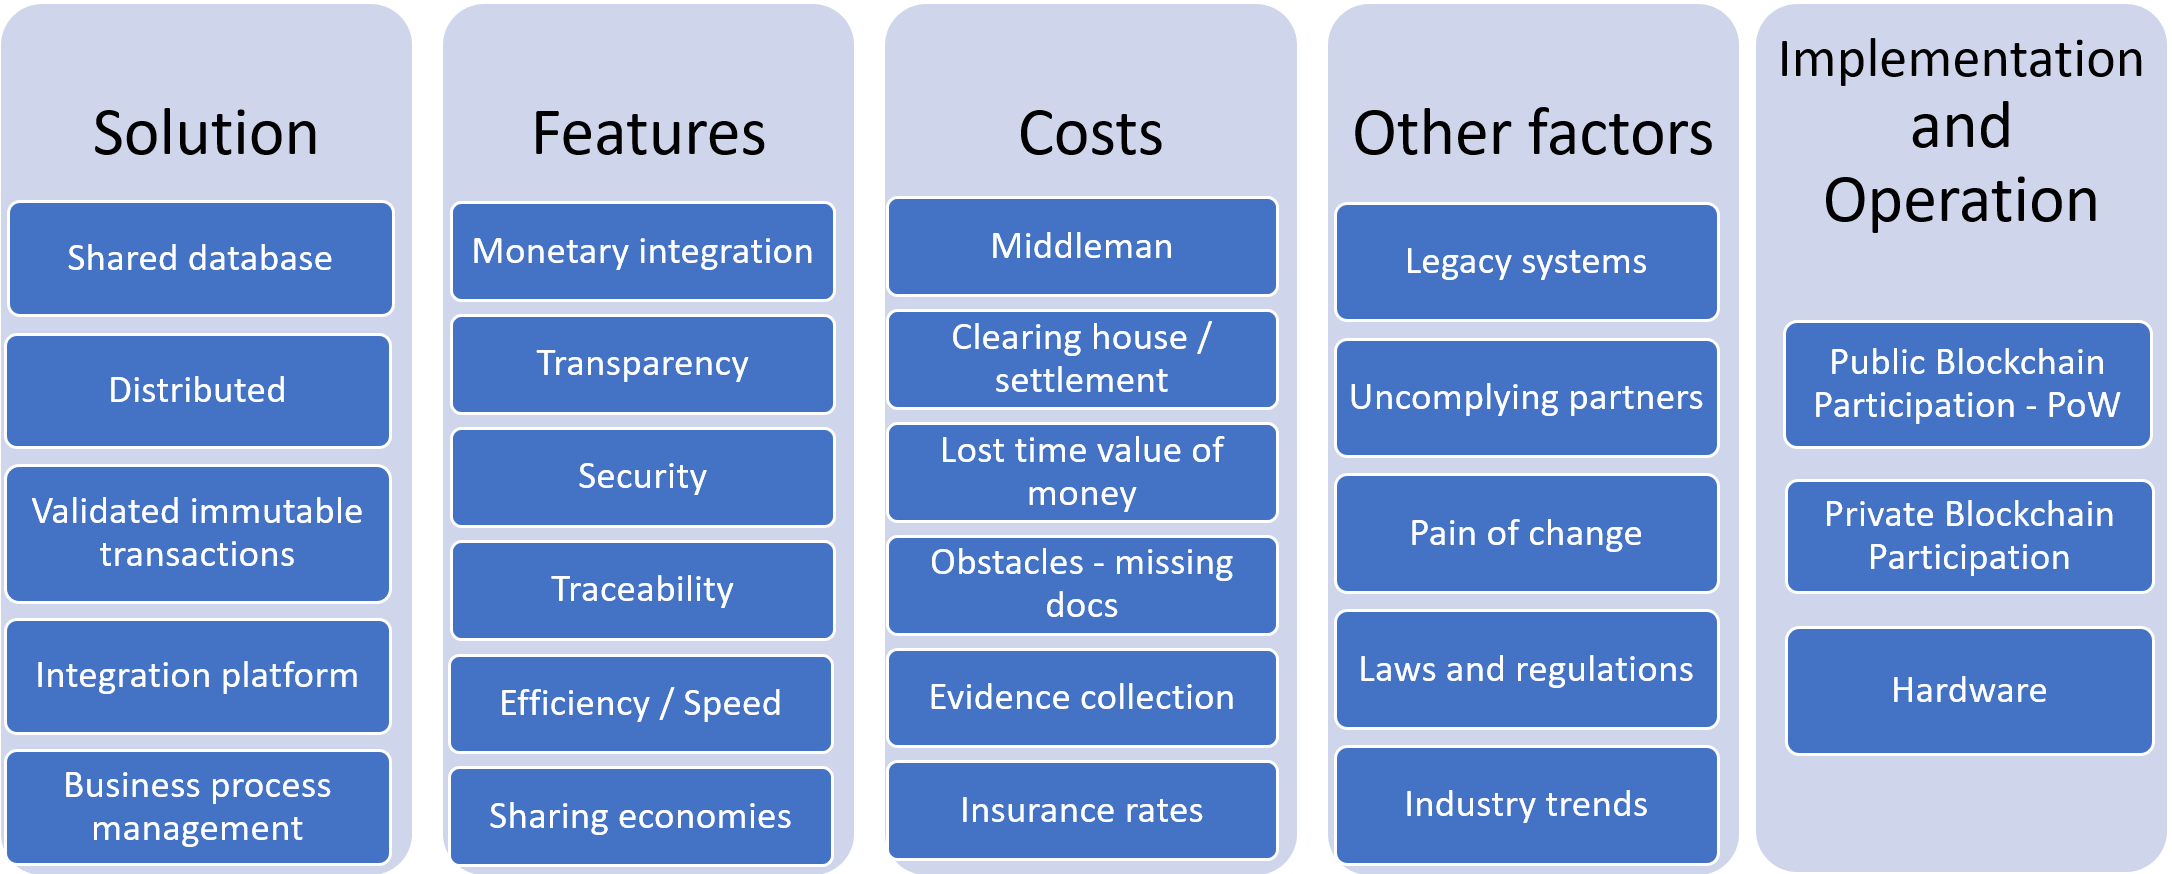 Solution
Shared database
Distributed
Validated immutable
transactions
Integration platform
Business process
management
Features
Monetary integration
Transparency
Security
Traceability
Efficiency / Speed
Sharing economies
Costs
Middleman
Clearing house /
settlement
Lost time value of
money
Obstacles - missing
docs
Evidence collection
Insurance rates
Other factors
Legacy systems
Uncomplying partners
Pain of change
Laws and regulations
Industry trends
Implementation
and
Operation
Public Blockchain
Participation - PoW
Private Blockchain
Participation
Hardware